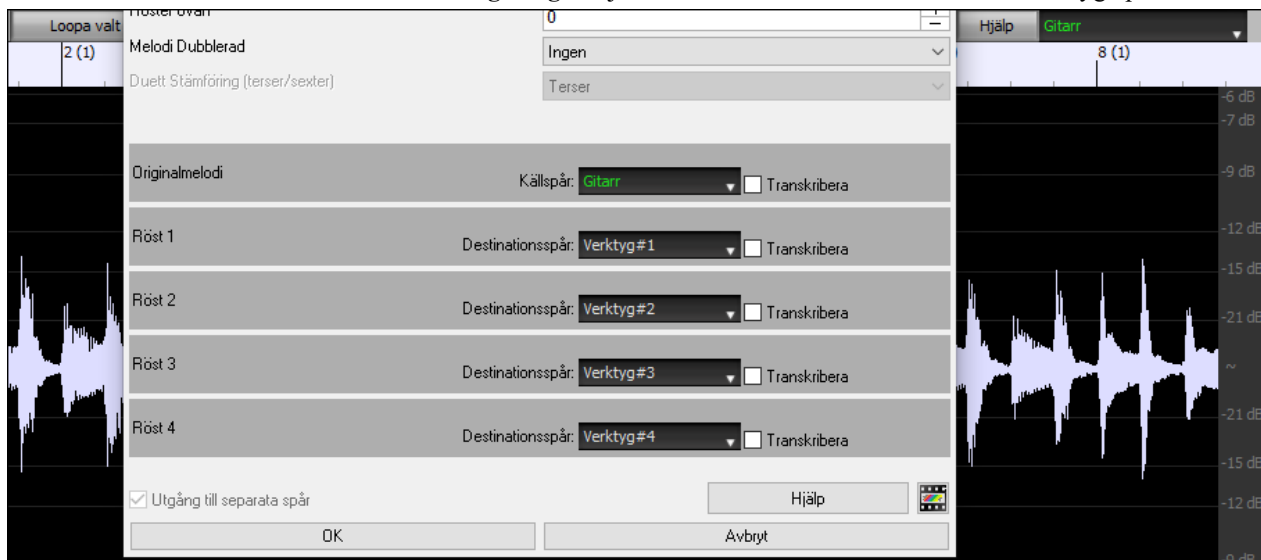 Loopa valt
0
Hjälp Gitarr
2 (1)
Melodi Dubblerad Ingen
8 (1)
Duett Stämföring (terser/sexter) Terser
-6 dB
-7 dB
Originalmelodi Källspår: Gitarr Transkribera
-9 dB
Röst 1 Destinationsspår: Verktyg#1 Transkribera
-12 dB
-15 dB
Röst 2 Destinationsspår: Verktyg#2 Transkribera
-21 dB
Röst 3 Destinationsspår: Verktyg#3 Transkribera
~
-21 dB
Röst 4 Destinationsspår: Verktyg#4 Transkribera
-15 dB
Utgång till separata spår Hjälp
-12 dB
OK Avbryt